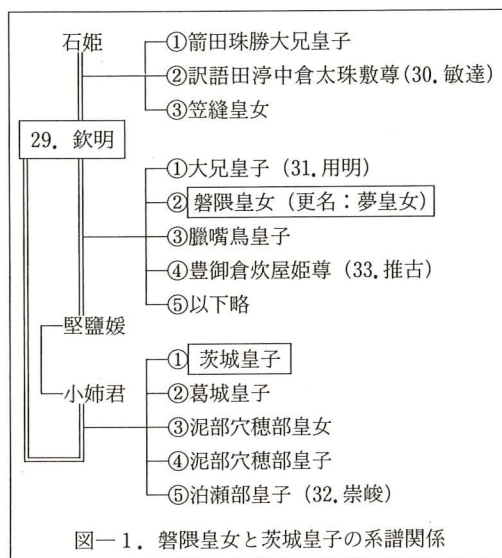 石姫
①箭田珠勝大兄皇子
②訳語田渟中倉太珠敷尊(30.敏達)
③笠縫皇女
29.欽明
①大兄皇子(31.用明)
②磐隈皇女(更名：夢皇女)
③臘嘴鳥皇子
④豊御倉炊屋姫尊(33.推古)
⑤以下略
堅鹽媛
小姉君
①茨城皇子
②葛城皇子
③泥部穴穂部皇女
④泥部穴穂部皇子
⑤泊瀬部皇子(32.崇峻)
図―1．磐隈皇女と茨城皇子の系譜関係